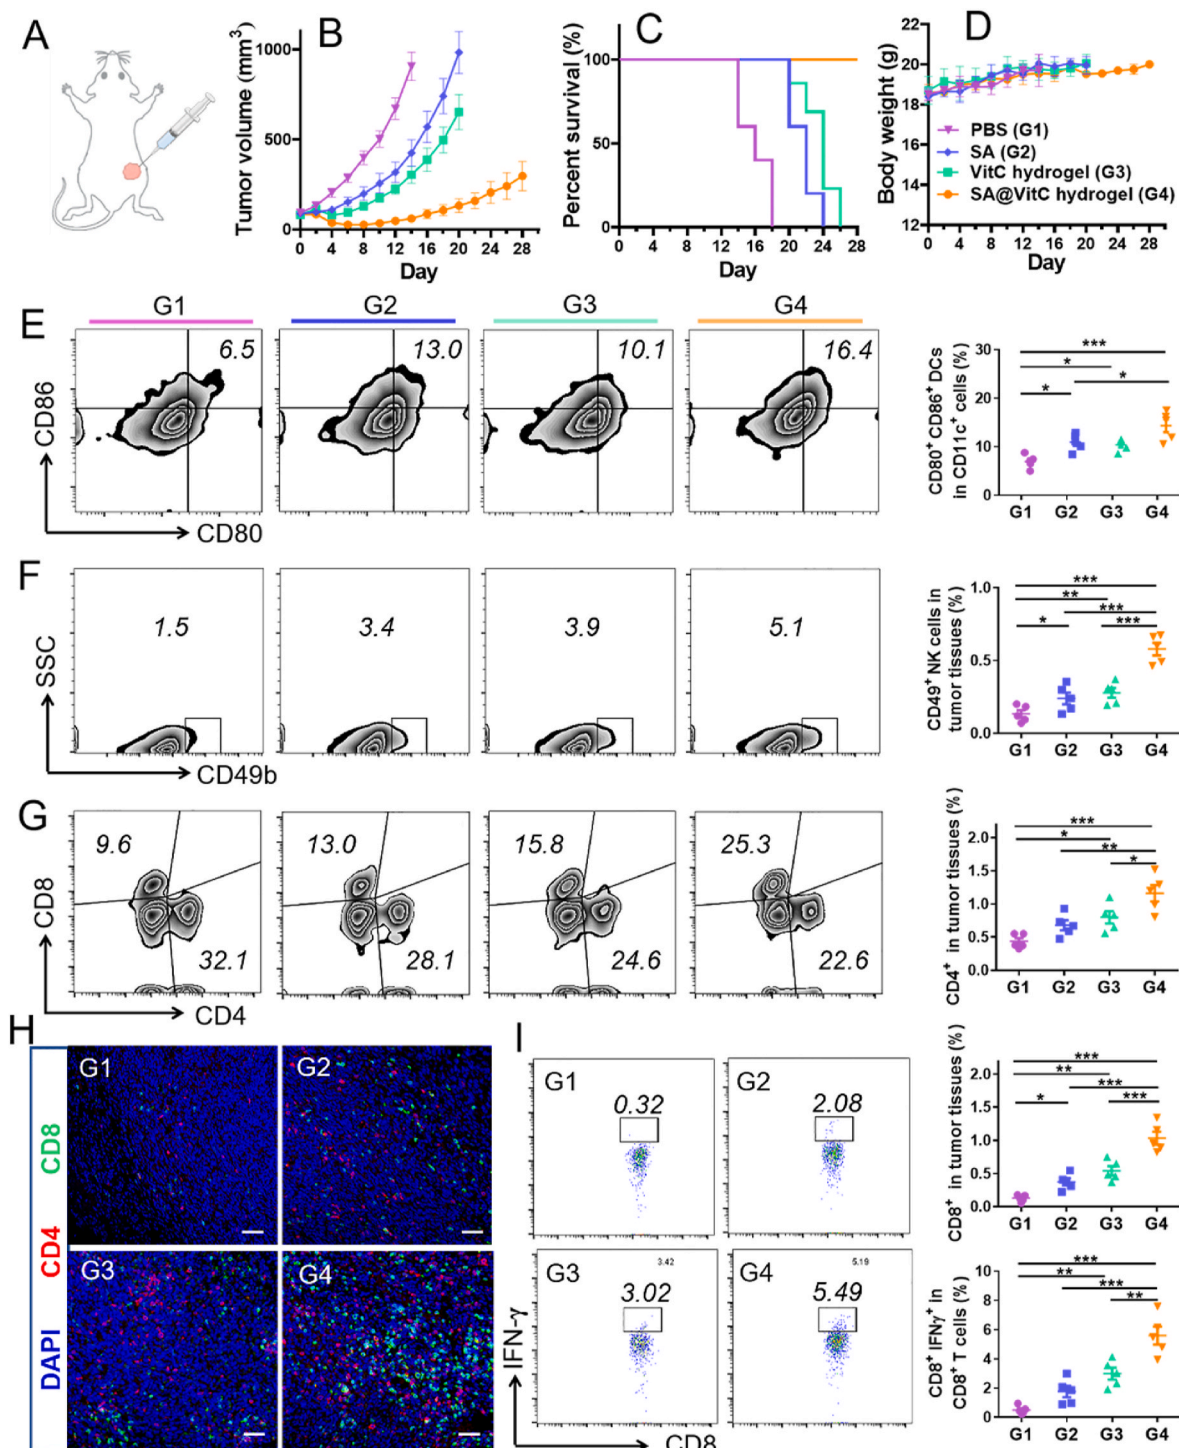 A
B
Tumor volume (mm³)
1000
500
0
0 4 8 12 16 20 24 28
Day
C
Percent survival (%)
100
50
0
0 4 8 12 16 20 24 28
Day
D
Body weight (g)
22
20
18
16
14
12
0 4 8 12 16 20 24 28
Day
PBS (G1)
SA (G2)
VitC hydrogel (G3)
SA@VitC hydrogel (G4)
E
G1 G2 G3 G4
6.5 13.0 10.1 16.4
CD86
CD80
CD80⁺ CD86⁺ DCs
in CD11c⁺ cells (%)
30
20
10
0
***
*
* *
G1 G2 G3 G4
F
1.5 3.4 3.9 5.1
SSC
CD49b
CD49⁺ NK cells in
tumor tissues (%)
1.0
0.5
0.0
***
**
***
* ***
G1 G2 G3 G4
G
9.6 13.0 15.8 25.3
32.1 28.1 24.6 22.6
CD8
CD4
CD4⁺ in tumor tissues (%)
2.0
1.5
1.0
0.5
0.0
***
*
**
*
G1 G2 G3 G4
H
DAPI CD4 CD8
G1 G2
G3 G4
I
G1 G2
0.32 2.08
G3 G4
3.42 5.19
3.02 5.49
IFN-γ
CD8
CD8⁺ in tumor tissues (%)
2.0
1.5
1.0
0.5
0.0
***
**
***
* ***
G1 G2 G3 G4
CD8⁺ IFNγ⁺ in
CD8⁺ T cells (%)
10
8
6
4
2
0
***
**
***
**
G1 G2 G3 G4